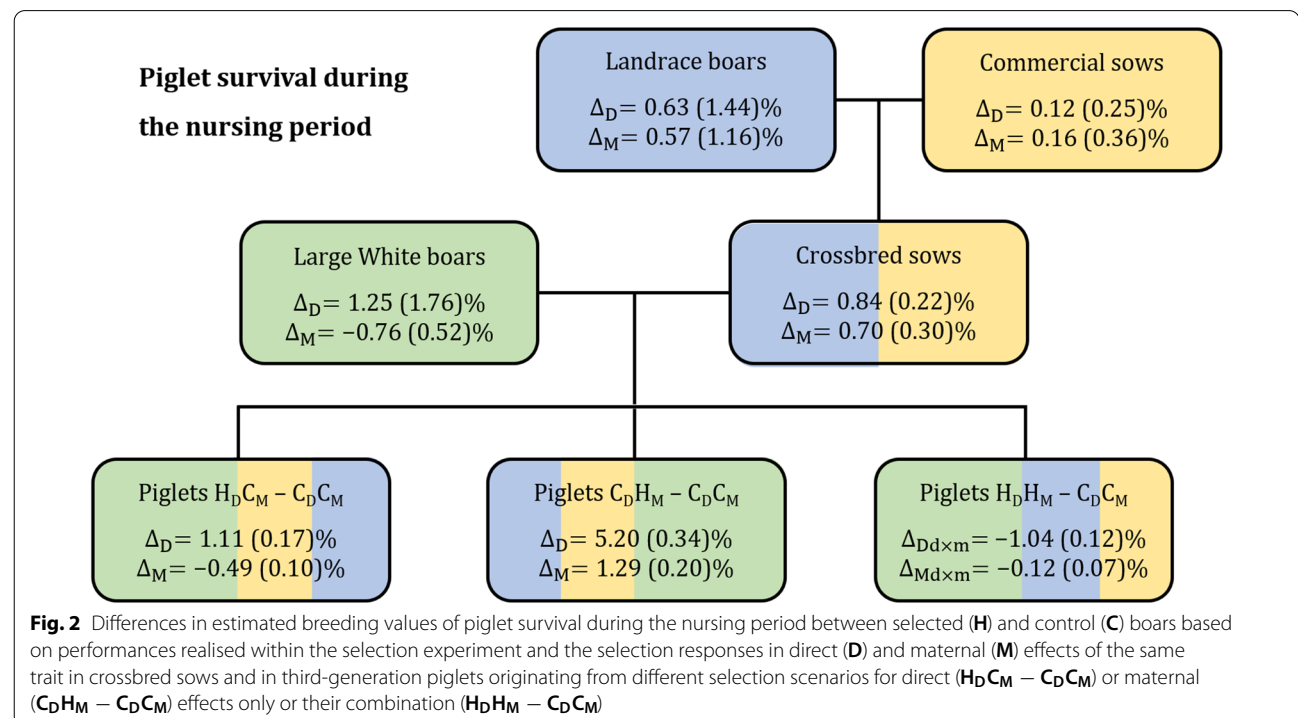 Piglet survival during
the nursing period
Landrace boars
Δ_D= 0.63 (1.44)%
Δ_M= 0.57 (1.16)%
Commercial sows
Δ_D= 0.12 (0.25)%
Δ_M= 0.16 (0.36)%
Large White boars
Δ_D= 1.25 (1.76)%
Δ_M= −0.76 (0.52)%
Crossbred sows
Δ_D= 0.84 (0.22)%
Δ_M= 0.70 (0.30)%
Piglets H_DC_M – C_DC_M
Δ_D= 1.11 (0.17)%
Δ_M= −0.49 (0.10)%
Piglets C_DH_M – C_DC_M
Δ_D= 5.20 (0.34)%
Δ_M= 1.29 (0.20)%
Piglets H_DH_M – C_DC_M
Δ_Dd×m= −1.04 (0.12)%
Δ_Md×m= −0.12 (0.07)%
Fig. 2 Differences in estimated breeding values of piglet survival during the nursing period between selected (H) and control (C) boars based
on performances realised within the selection experiment and the selection responses in direct (D) and maternal (M) effects of the same
trait in crossbred sows and in third-generation piglets originating from different selection scenarios for direct (H_DC_M − C_DC_M) or maternal
(C_DH_M − C_DC_M) effects only or their combination (H_DH_M − C_DC_M)